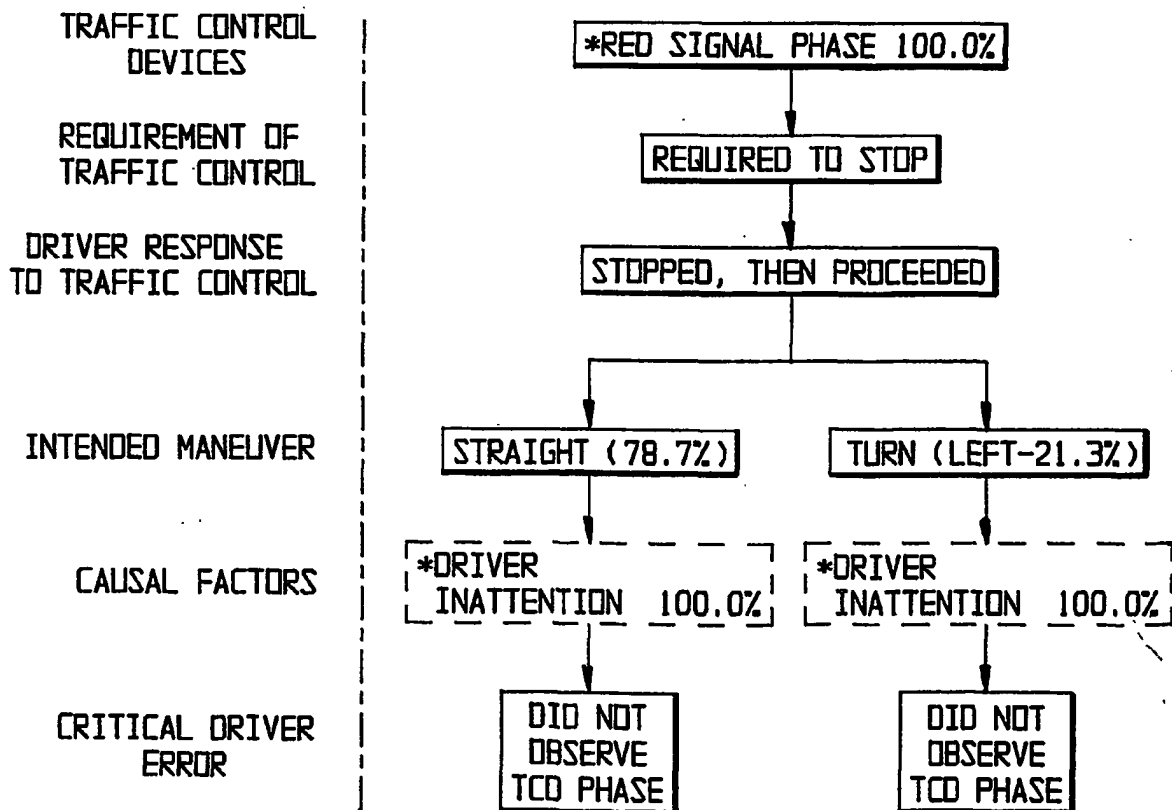 TRAFFIC CONTROL
DEVICES
*RED SIGNAL PHASE 100.0%
REQUIREMENT OF
TRAFFIC CONTROL
REQUIRED TO STOP
DRIVER RESPONSE
TO TRAFFIC CONTROL
STOPPED, THEN PROCEEDED
INTENDED MANEUVER
STRAIGHT (78.7%)
TURN (LEFT-21.3%)
CAUSAL FACTORS
*DRIVER
INATTENTION 100.0%
*DRIVER
INATTENTION 100.0%
CRITICAL DRIVER
ERROR
DID NOT
OBSERVE
TCD PHASE
DID NOT
OBSERVE
TCD PHASE